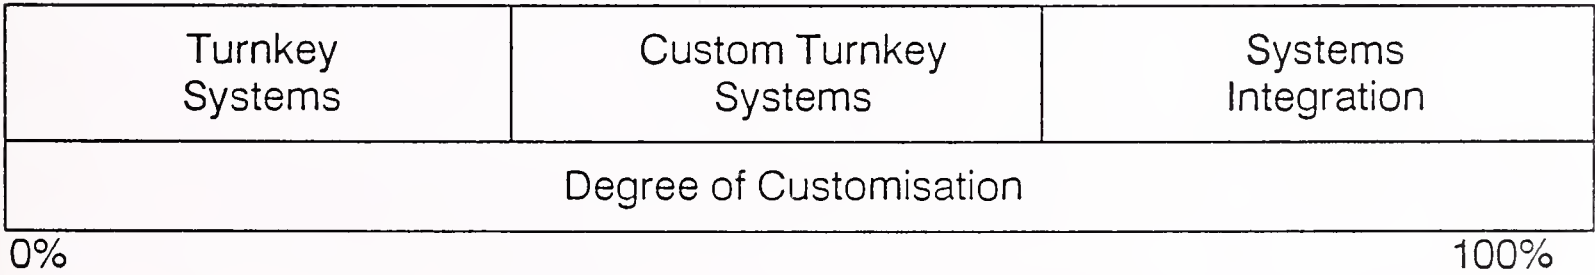 Turnkey
Systems
Custom Turnkey
Systems
Systems
Integration
Degree of Customisation
0%
100%